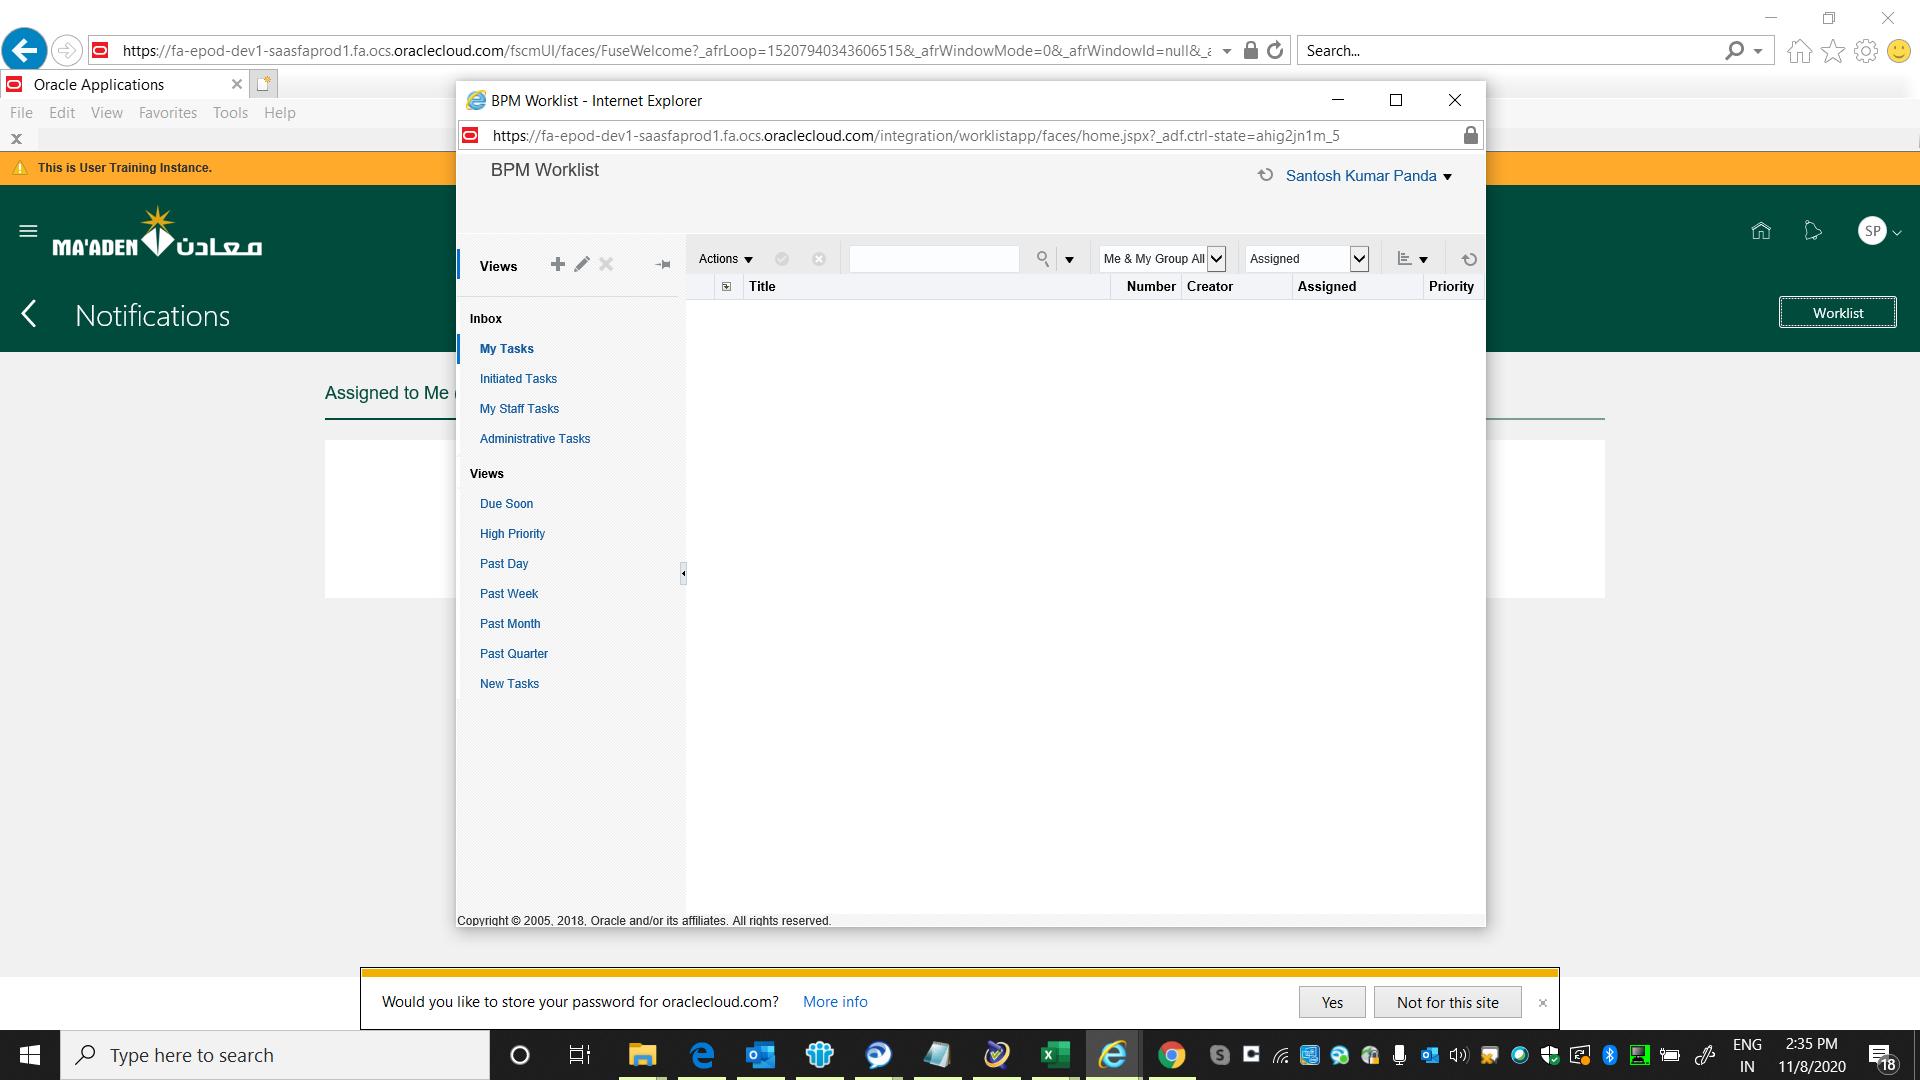 https://fa-epod-dev1-saasfaprod1.fa.ocs.oraclecloud.com/fscmUI/faces/FuseWelcome?_afrLoop=15207940343606515&_afrWindowMode=0&_afrWindowId=null&_a
Search...
Oracle Applications
File Edit View Favorites Tools Help
x
This is User Training Instance.
MA'ADEN معادن
SP
Notifications
Worklist
Assigned to Me
BPM Worklist - Internet Explorer
https://fa-epod-dev1-saasfaprod1.fa.ocs.oraclecloud.com/integration/worklistapp/faces/home.jspx?_adf.ctrl-state=ahig2jn1m_5
BPM Worklist
Santosh Kumar Panda
Views
Actions
Me & My Group All
Assigned
Title Number Creator Assigned Priority
Inbox
My Tasks
Initiated Tasks
My Staff Tasks
Administrative Tasks
Views
Due Soon
High Priority
Past Day
Past Week
Past Month
Past Quarter
New Tasks
Copyright © 2005, 2018, Oracle and/or its affiliates. All rights reserved.
Would you like to store your password for oraclecloud.com? More info
Yes
Not for this site
Type here to search
ENG
IN
2:35 PM
11/8/2020
18